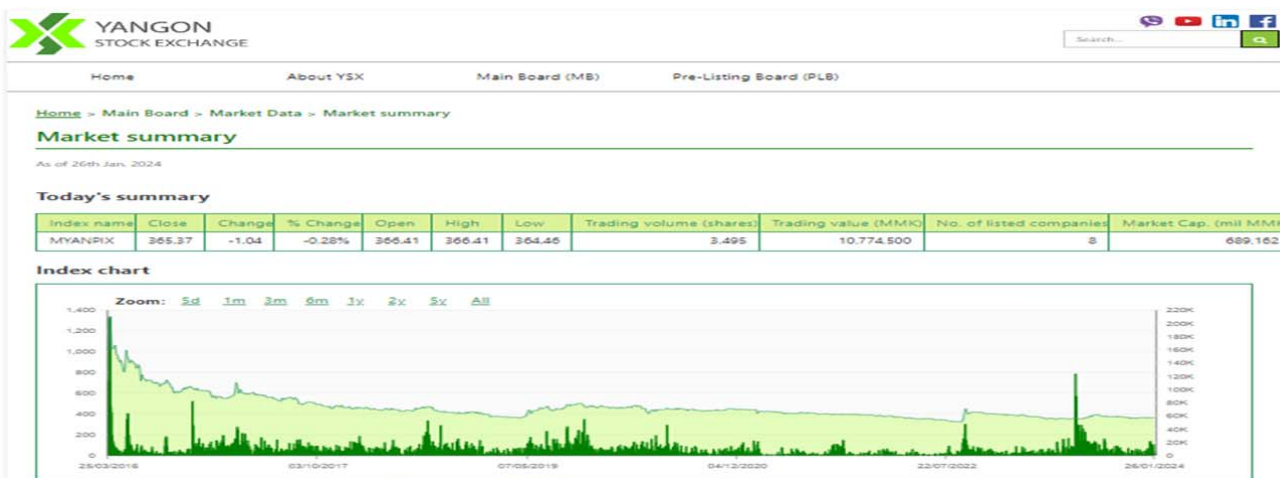 YANGON
STOCK EXCHANGE
in f
Search...
Home About YSX Main Board (MB) Pre-Listing Board (PLB)
Home > Main Board > Market Data > Market summary
Market summary
As of 26th Jan, 2024
Today's summary
Index name Close Change % Change Open High Low Trading volume (shares) Trading value (MMK) No. of listed companies Market Cap. (mil MMK
MYANPIX 365.37 -1.04 -0.28% 366.41 366.41 364.46 3,495 10,774,500 8 689,162
Index chart
Zoom: 5d 1m 3m 6m 1y 2y 5y All
1,400 220K
1,200 200K
180K
1,000 160K
140K
800 120K
600 100K
80K
400 60K
40K
200 20K
0 0
25/03/2016 03/10/2017 07/05/2019 04/12/2020 22/07/2022 26/01/2024